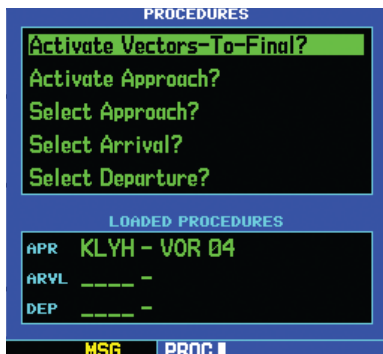 PROCEDURES
Activate Vectors-To-Final?
Activate Approach?
Select Approach?
Select Arrival?
Select Departure?
LOADED PROCEDURES
APR KLYH - VOR 04
ARVL ____ -
DEP ____ -
MSG PROC